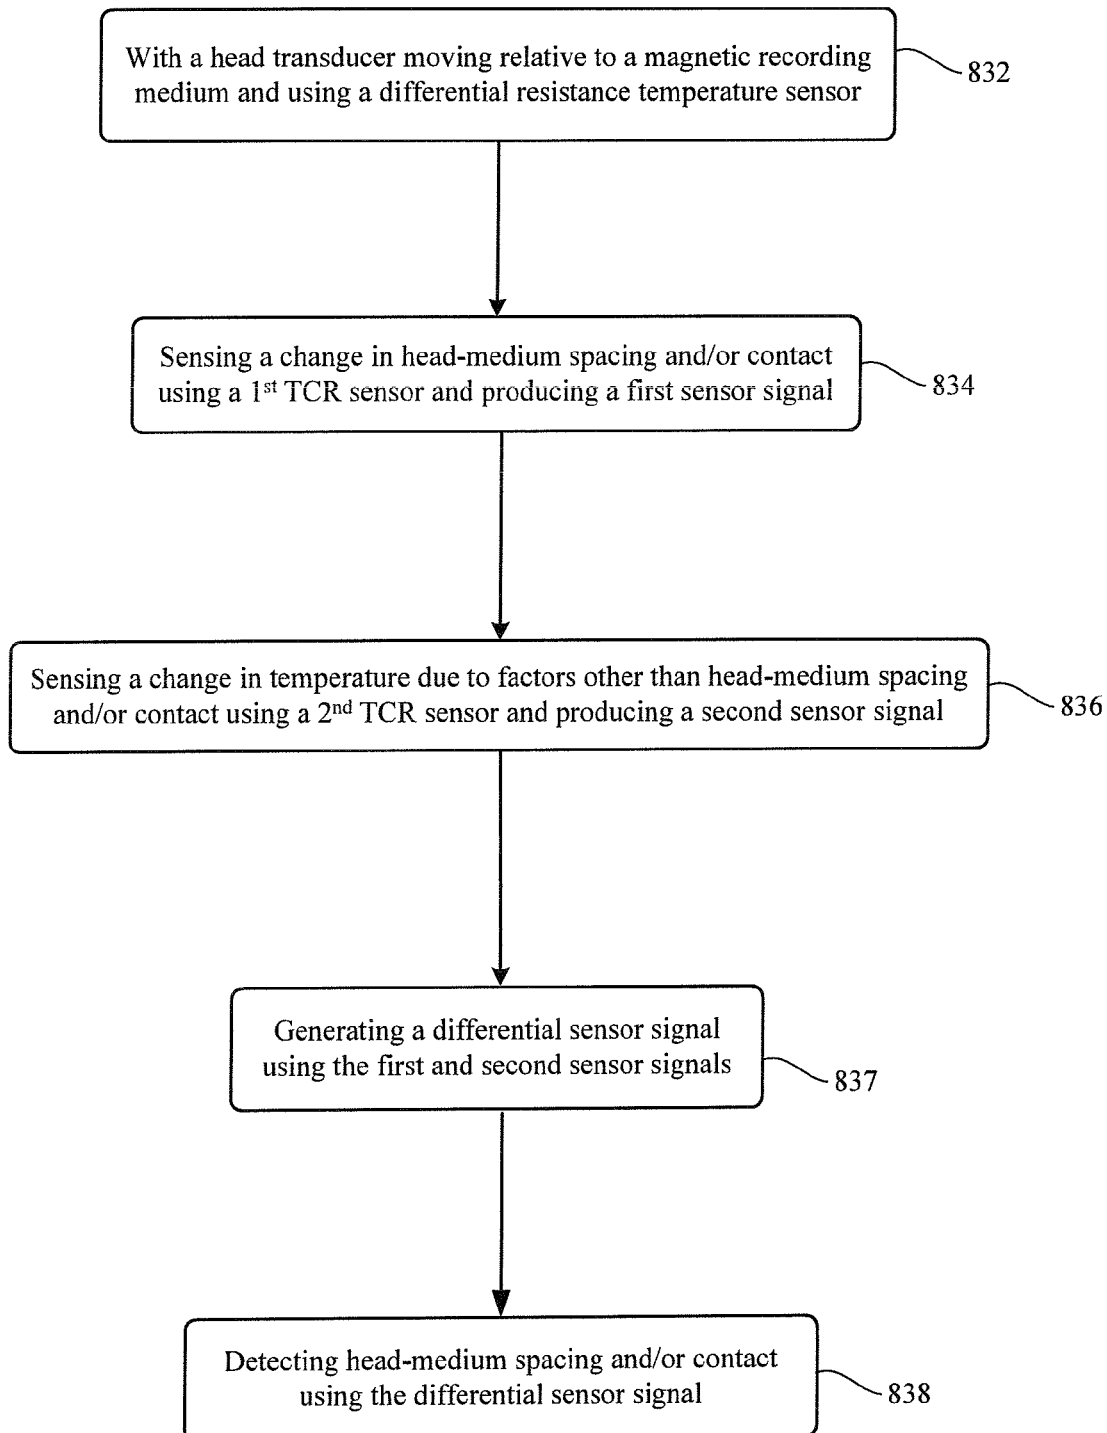 With a head transducer moving relative to a magnetic recording
medium and using a differential resistance temperature sensor
832
Sensing a change in head-medium spacing and/or contact
using a 1st TCR sensor and producing a first sensor signal
834
Sensing a change in temperature due to factors other than head-medium spacing
and/or contact using a 2nd TCR sensor and producing a second sensor signal
836
Generating a differential sensor signal
using the first and second sensor signals
837
Detecting head-medium spacing and/or contact
using the differential sensor signal
838